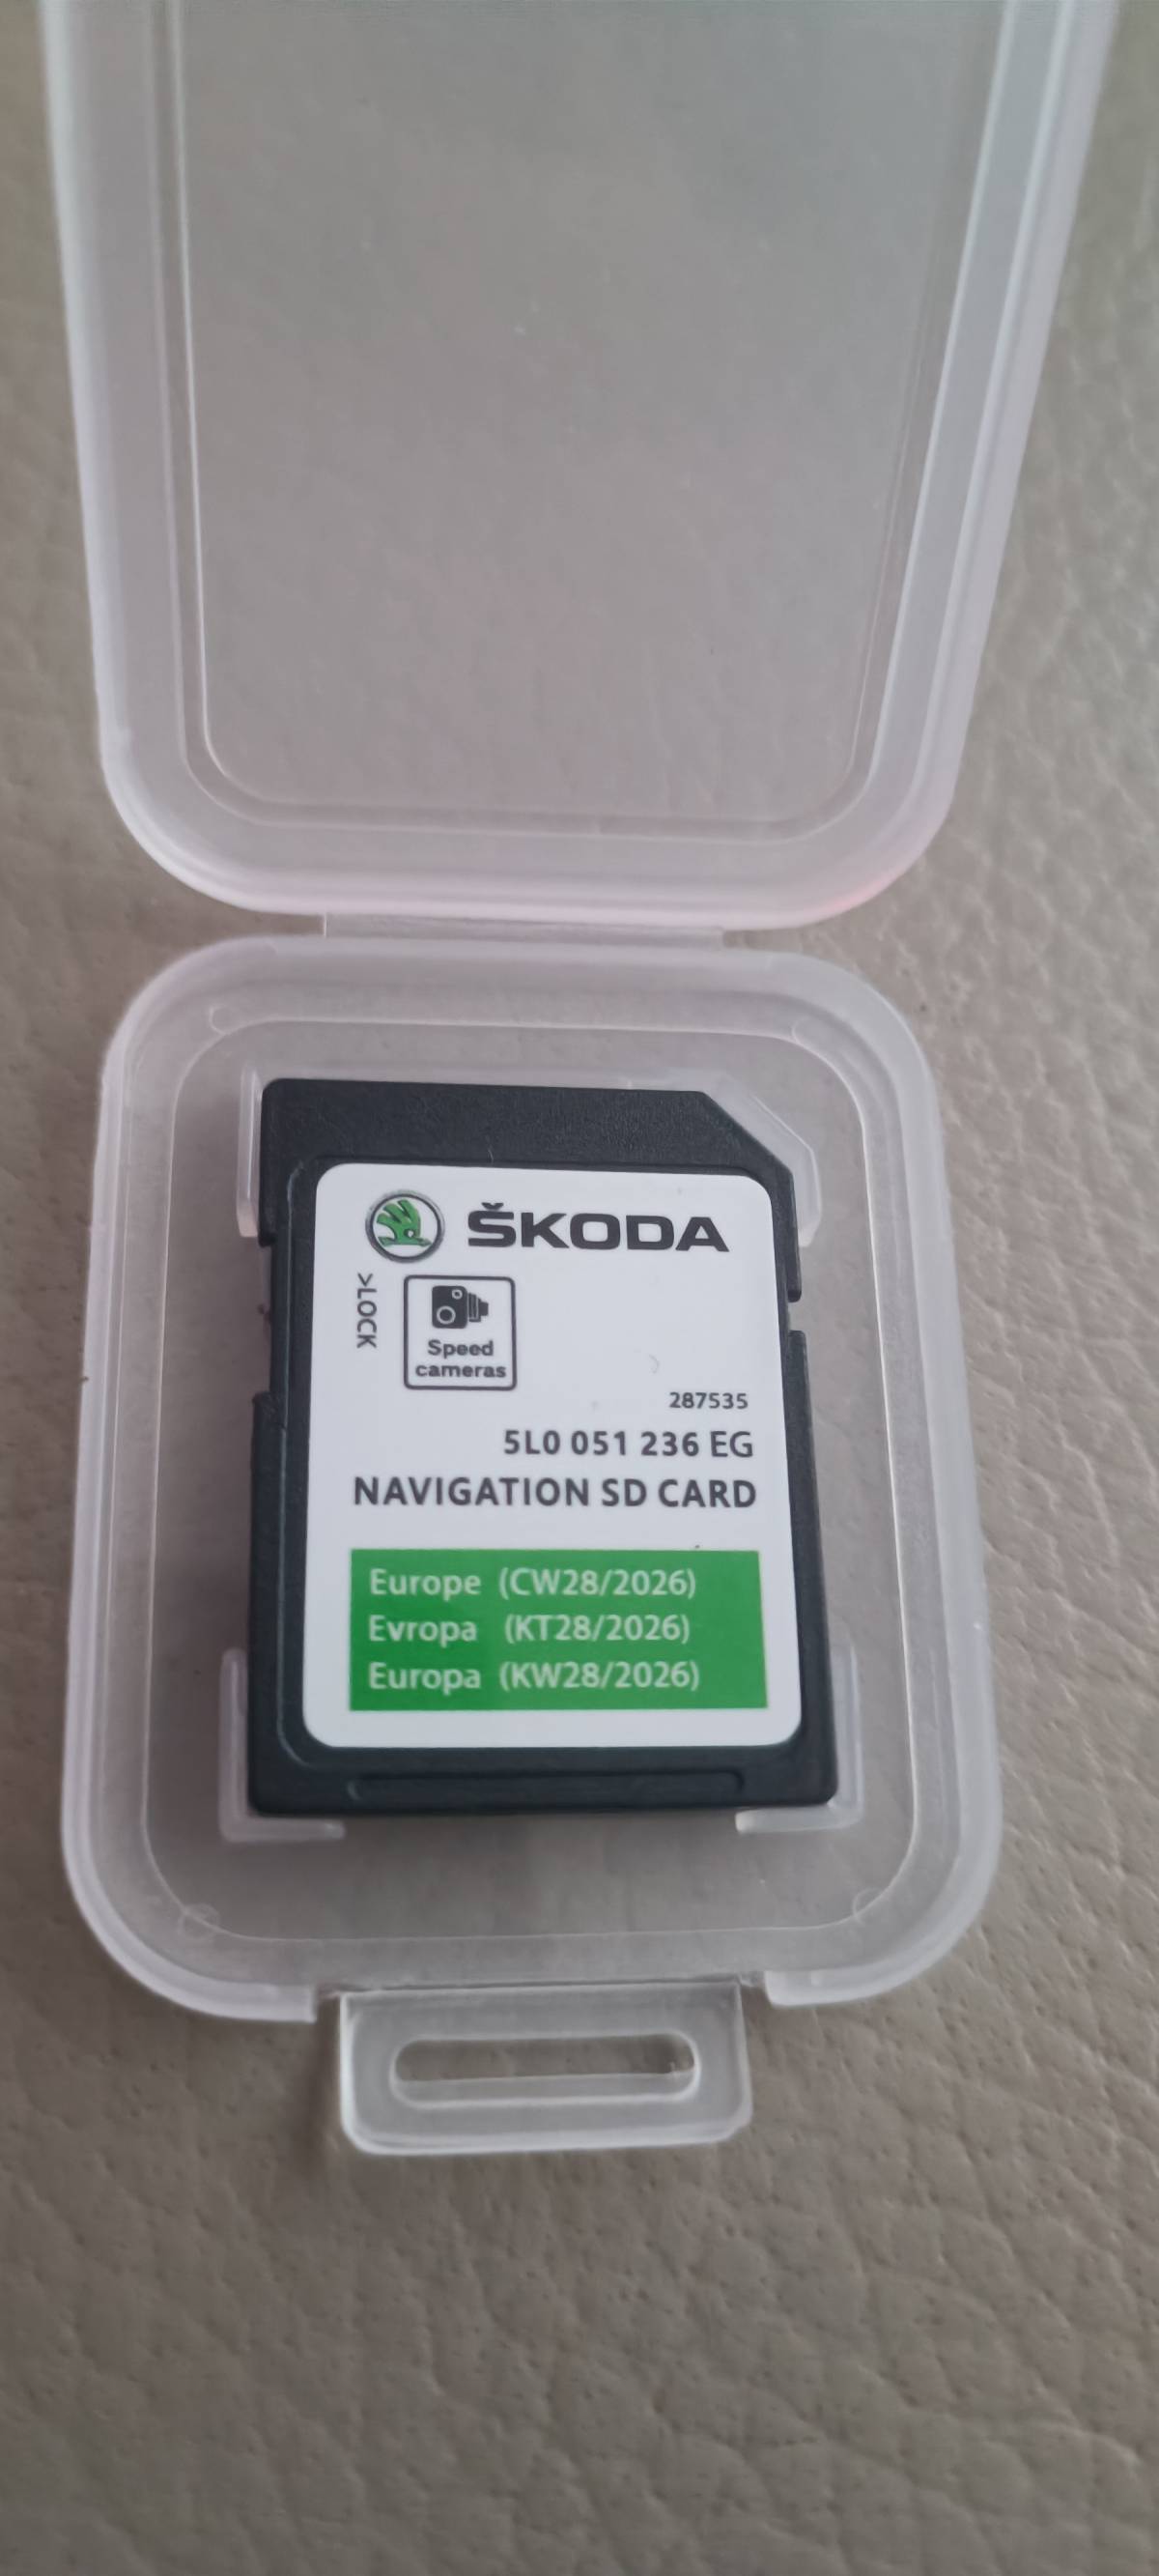 ŠKODA
>LOCK
Speed
cameras
287535
5L0 051 236 EG
NAVIGATION SD CARD
Europe (CW28/2026)
Evropa (KT28/2026)
Europa (KW28/2026)